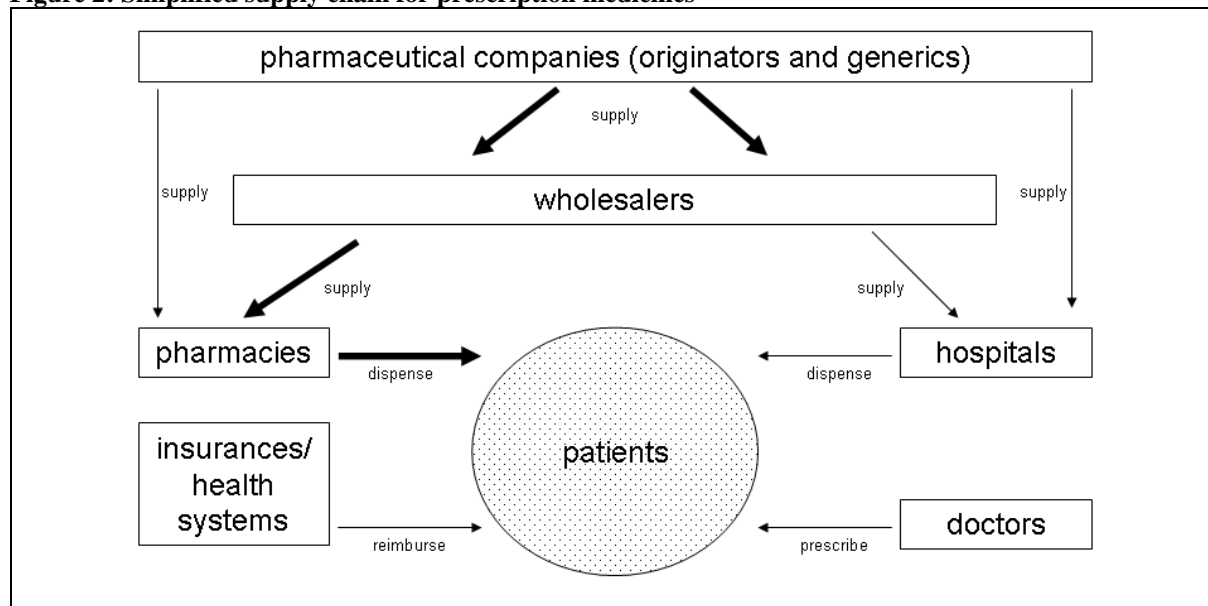 Figure 2: Simplified supply chain for prescription medicines
pharmaceutical companies (originators and generics)
supply
supply
supply
wholesalers
supply
supply
pharmacies
dispense
hospitals
dispense
insurances/
health
systems
patients
reimburse
doctors
prescribe